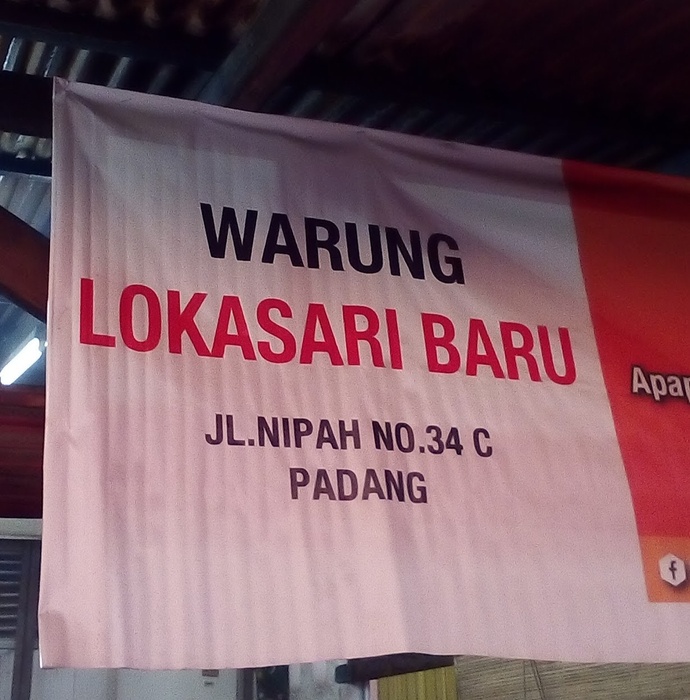 WARUNG
LOKASARI BARU
JL.NIPAH NO.34 C
PADANG